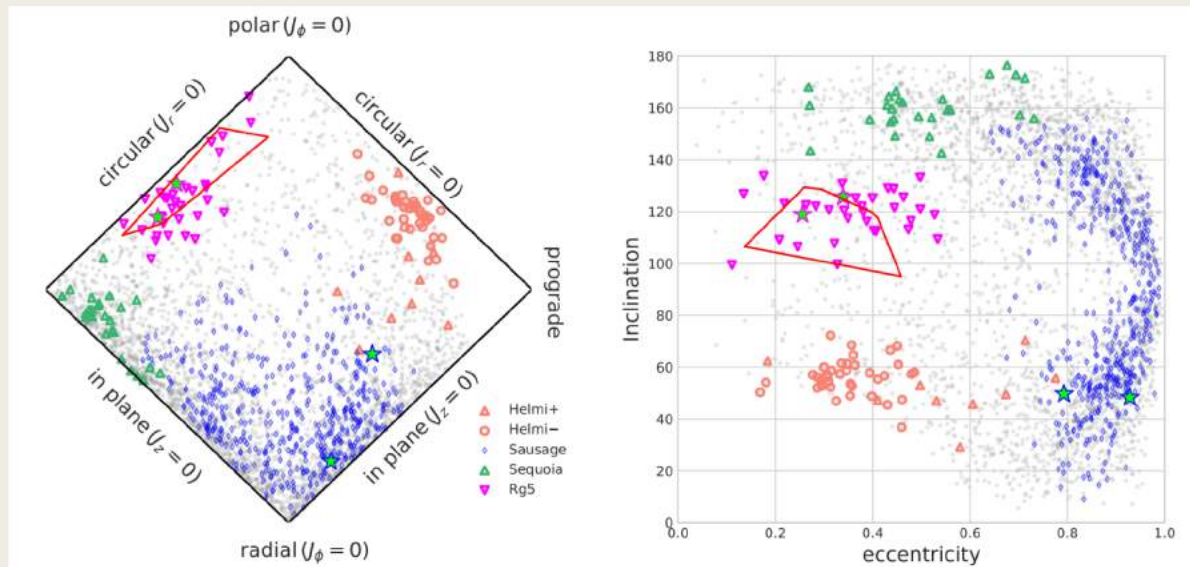 polar (J_ϕ = 0)
circular (J_r = 0)
circular (J_r = 0)
prograde
in plane (J_z = 0)
in plane (J_z = 0)
radial (J_ϕ = 0)
Helmi+
Helmi−
Sausage
Sequoia
Rg5
Inclination
180
160
140
120
100
80
60
40
20
0
0.0 0.2 0.4 0.6 0.8 1.0
eccentricity